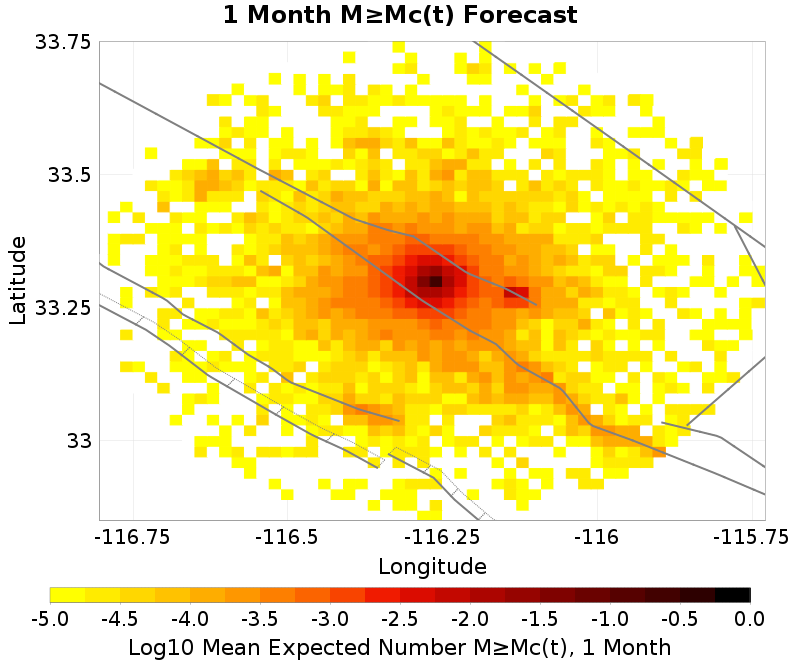 1 Month M≥Mc(t) Forecast
33.75
33.5
33.25
33
Latitude
-116.75 -116.5 -116.25 -116 -115.75
Longitude
-5.0 -4.5 -4.0 -3.5 -3.0 -2.5 -2.0 -1.5 -1.0 -0.5 0.0
Log10 Mean Expected Number M≥Mc(t), 1 Month